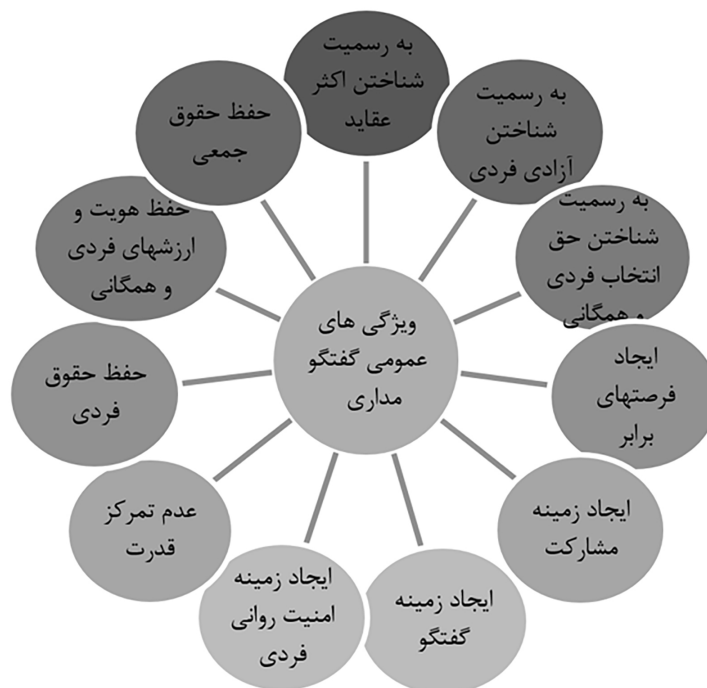 به رسمیت
شناختن اکثر
عقاید
به رسمیت
شناختن
آزادی فردی
به رسمیت
شناختن حق
انتخاب فردی
و همگانی
ایجاد
فرصتهای
برابر
ایجاد زمینه
مشارکت
ایجاد زمینه
گفتگو
ایجاد زمینه
امنیت روانی
فردی
عدم تمرکز
قدرت
حفظ حقوق
فردی
حفظ هویت و
ارزشهای فردی
و همگانی
حفظ حقوق
جمعی
ویژگی های
عمومی گفتگو
مداری